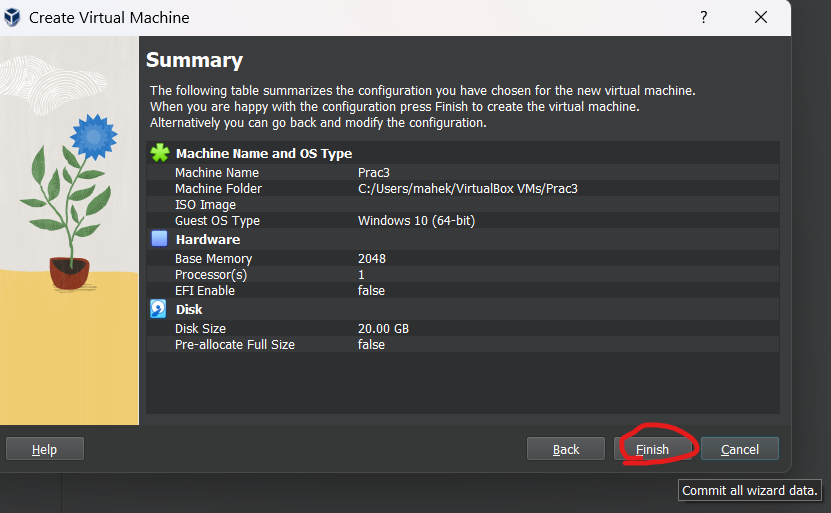 Create Virtual Machine
?
Summary
The following table summarizes the configuration you have chosen for the new virtual machine.
When you are happy with the configuration press Finish to create the virtual machine.
Alternatively you can go back and modify the configuration.
Machine Name and OS Type
Machine Name Prac3
Machine Folder C:/Users/mahek/VirtualBox VMs/Prac3
ISO Image
Guest OS Type Windows 10 (64-bit)
Hardware
Base Memory 2048
Processor(s) 1
EFI Enable false
Disk
Disk Size 20.00 GB
Pre-allocate Full Size false
Help Back Finish Cancel
Commit all wizard data.